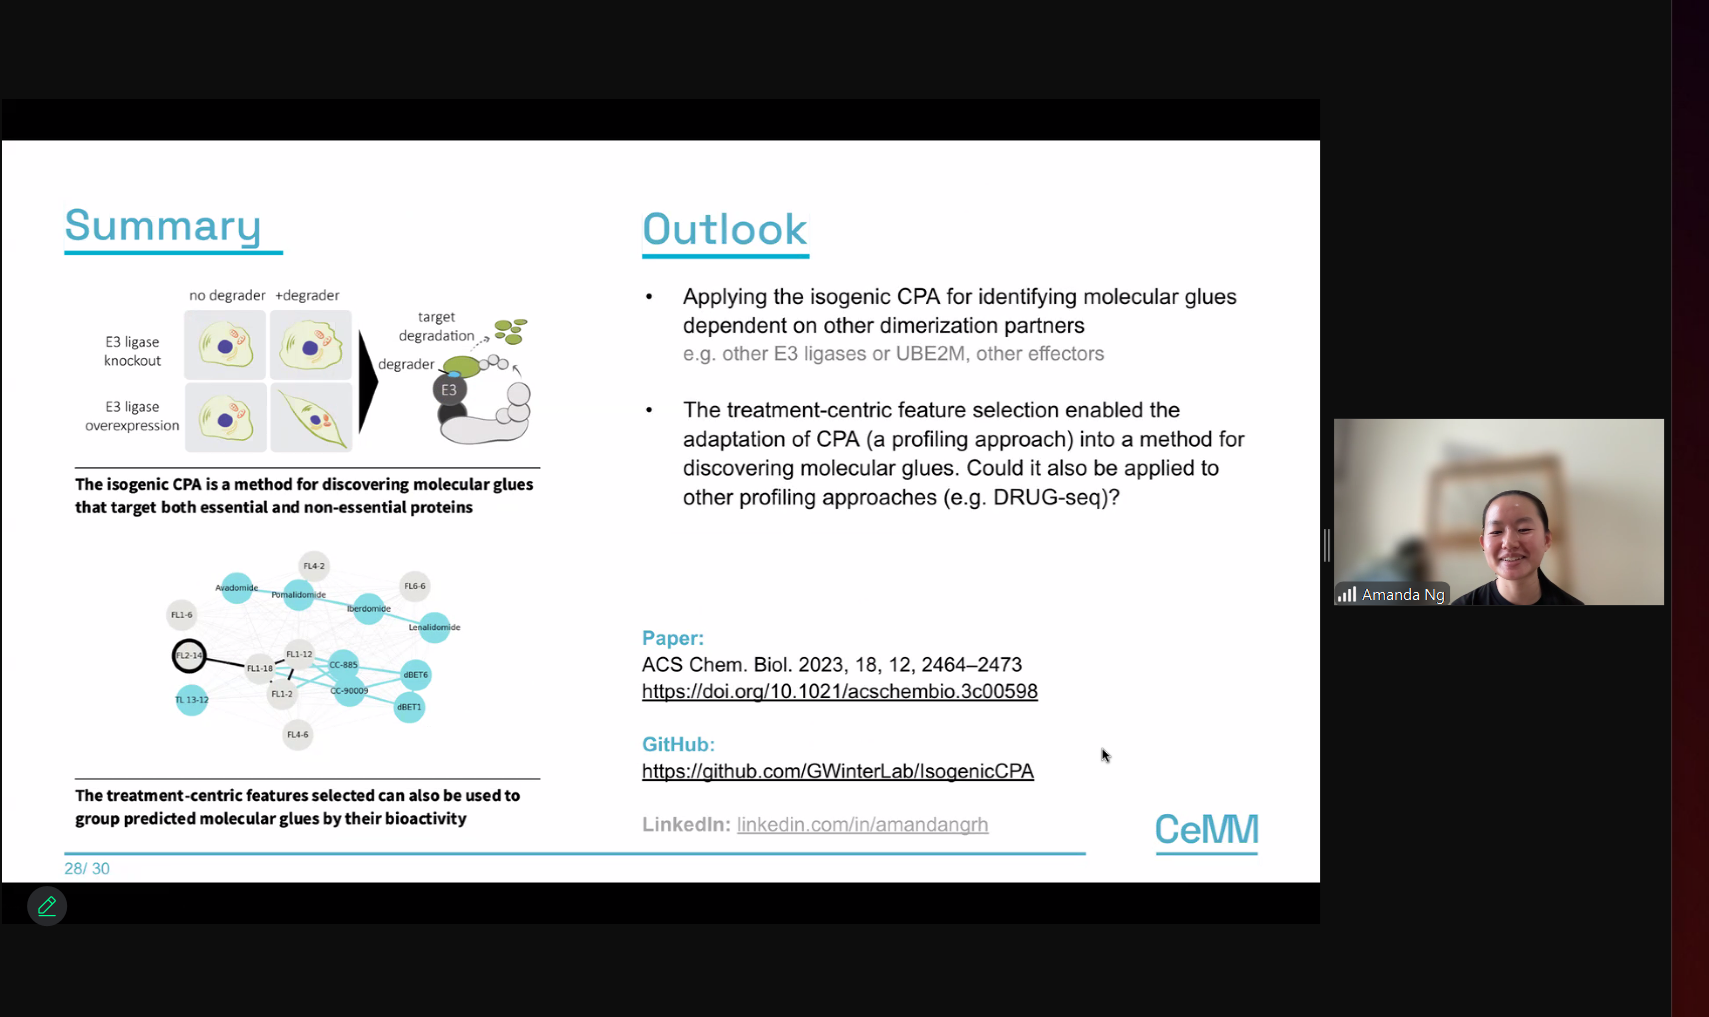 Summary
no degrader +degrader
E3 ligase
knockout
E3 ligase
overexpression
target
degradation
degrader
E3
The isogenic CPA is a method for discovering molecular glues
that target both essential and non-essential proteins
FL4-2
Avadomide
Pomalidomide
FL6-6
Iberdomide
FL1-6
Lenalidomide
FL2-14
FL1-12
FL1-18
CC-885
dBET6
FL1-2
CC-90009
TL 13-12
dBET1
FL4-6
The treatment-centric features selected can also be used to
group predicted molecular glues by their bioactivity
28/ 30
Outlook
• Applying the isogenic CPA for identifying molecular glues
dependent on other dimerization partners
e.g. other E3 ligases or UBE2M, other effectors
• The treatment-centric feature selection enabled the
adaptation of CPA (a profiling approach) into a method for
discovering molecular glues. Could it also be applied to
other profiling approaches (e.g. DRUG-seq)?
Paper:
ACS Chem. Biol. 2023, 18, 12, 2464–2473
https://doi.org/10.1021/acschembio.3c00598
GitHub:
https://github.com/GWinterLab/IsogenicCPA
LinkedIn: linkedin.com/in/amandangrh
CeMM
Amanda Ng